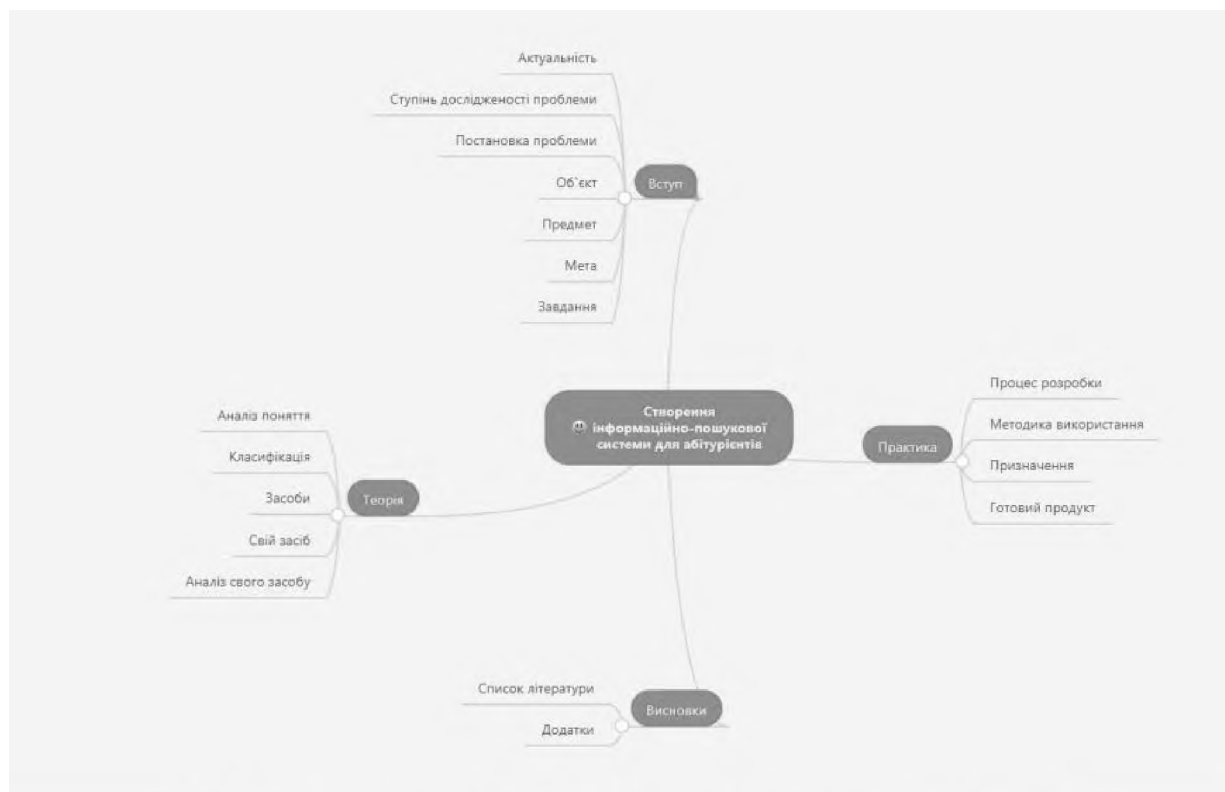 Актуальність
Ступінь дослідженості проблеми
Постановка проблеми
Об`єкт
Предмет
Мета
Завдання
Вступ
Створення
інформаційно-пошукової
системи для абітурієнтів
Процес розробки
Методика використання
Призначення
Готовий продукт
Практика
Аналіз поняття
Класифікація
Засоби
Свій засіб
Аналіз свого засобу
Теорія
Список літератури
Додатки
Висновки